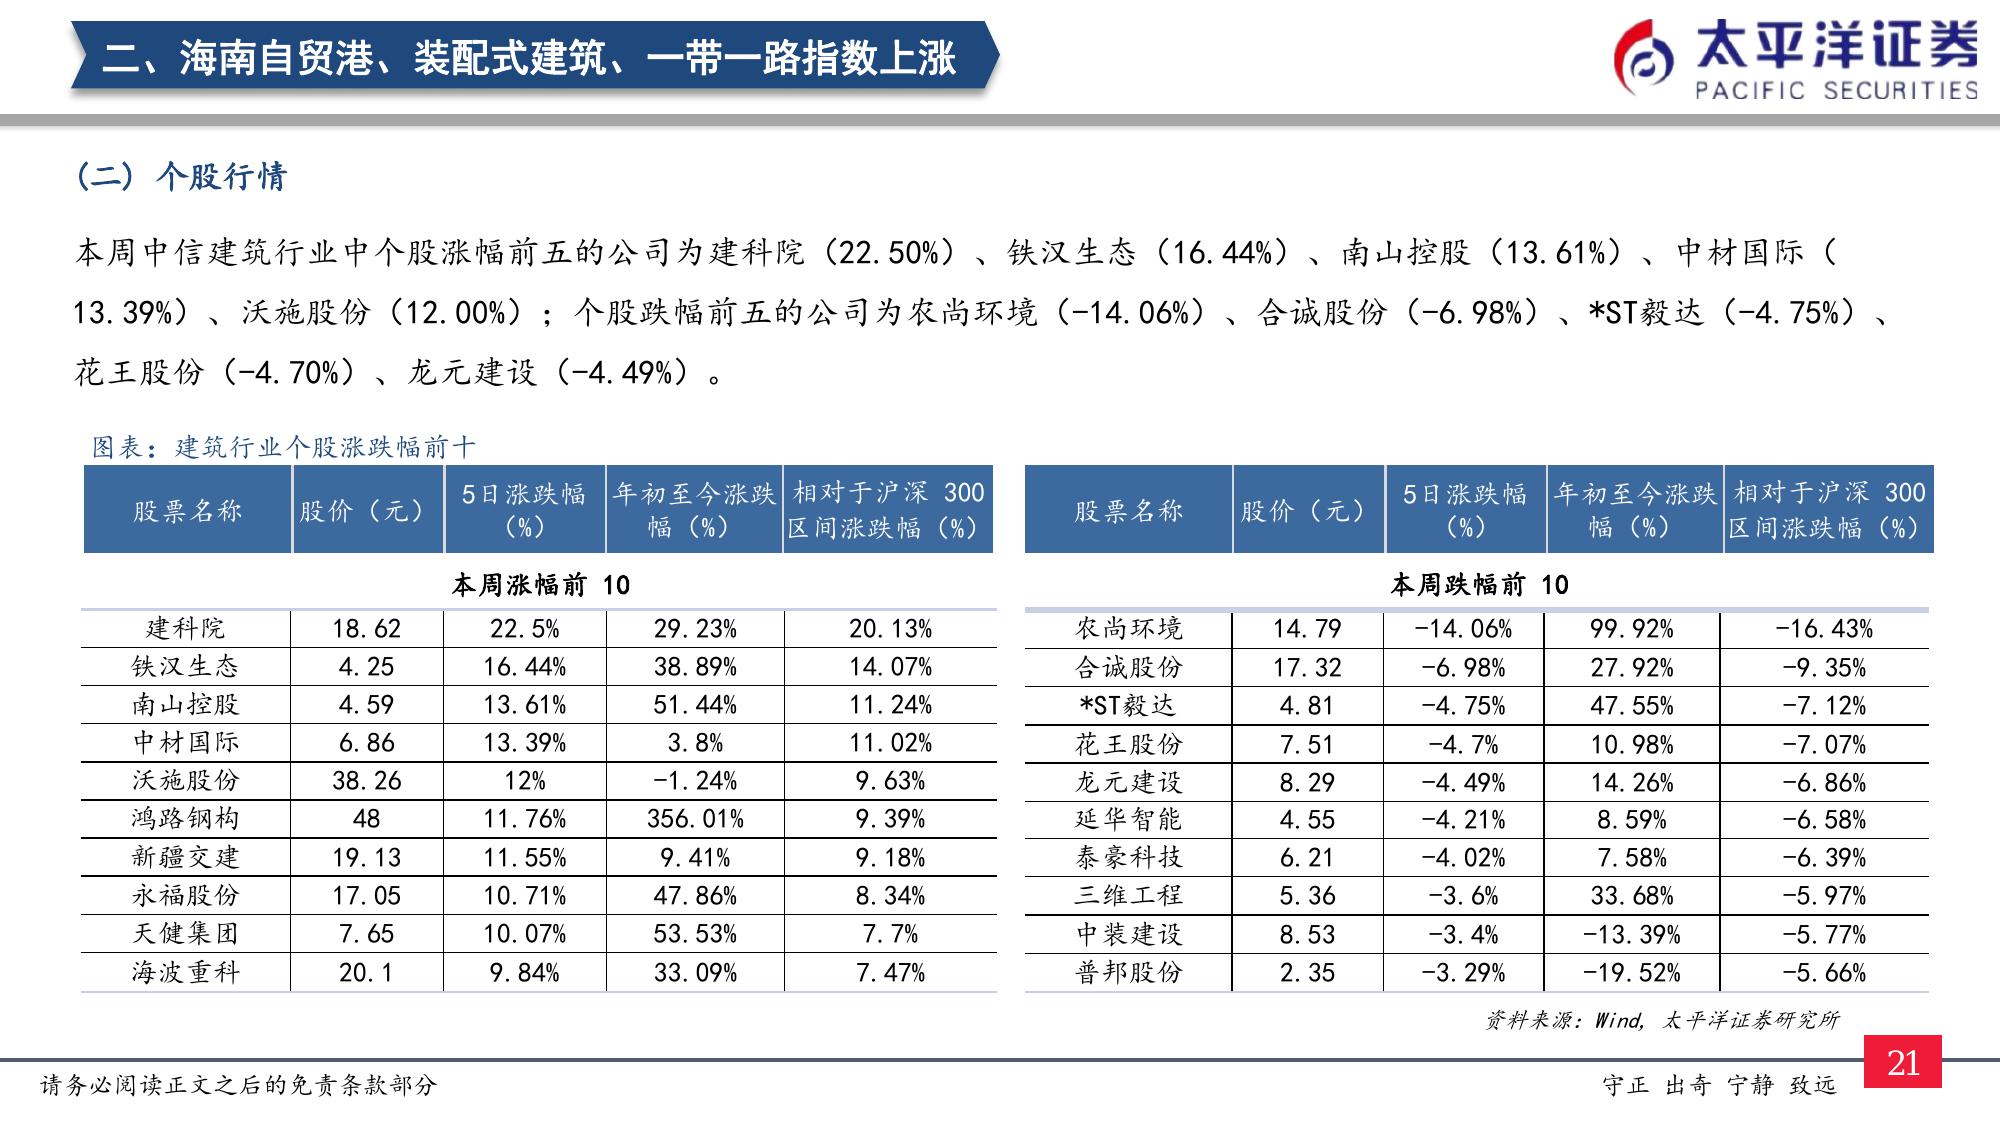 二、海南自贸港、装配式建筑、一带一路指数上涨
太平洋证券
PACIFIC SECURITIES
(二) 个股行情
本周中信建筑行业中个股涨幅前五的公司为建科院（22.50%）、铁汉生态（16.44%）、南山控股（13.61%）、中材国际（
13.39%）、沃施股份（12.00%）；个股跌幅前五的公司为农尚环境（-14.06%）、合诚股份（-6.98%）、*ST毅达（-4.75%）、
花王股份（-4.70%）、龙元建设（-4.49%）。
图表：建筑行业个股涨跌幅前十
股票名称 股价（元） 5日涨跌幅（%） 年初至今涨跌幅（%） 相对于沪深 300 区间涨跌幅（%）
本周涨幅前 10
建科院 18.62 22.5% 29.23% 20.13%
铁汉生态 4.25 16.44% 38.89% 14.07%
南山控股 4.59 13.61% 51.44% 11.24%
中材国际 6.86 13.39% 3.8% 11.02%
沃施股份 38.26 12% -1.24% 9.63%
鸿路钢构 48 11.76% 356.01% 9.39%
新疆交建 19.13 11.55% 9.41% 9.18%
永福股份 17.05 10.71% 47.86% 8.34%
天健集团 7.65 10.07% 53.53% 7.7%
海波重科 20.1 9.84% 33.09% 7.47%
股票名称 股价（元） 5日涨跌幅（%） 年初至今涨跌幅（%） 相对于沪深 300 区间涨跌幅（%）
本周跌幅前 10
农尚环境 14.79 -14.06% 99.92% -16.43%
合诚股份 17.32 -6.98% 27.92% -9.35%
*ST毅达 4.81 -4.75% 47.55% -7.12%
花王股份 7.51 -4.7% 10.98% -7.07%
龙元建设 8.29 -4.49% 14.26% -6.86%
延华智能 4.55 -4.21% 8.59% -6.58%
泰豪科技 6.21 -4.02% 7.58% -6.39%
三维工程 5.36 -3.6% 33.68% -5.97%
中装建设 8.53 -3.4% -13.39% -5.77%
普邦股份 2.35 -3.29% -19.52% -5.66%
资料来源：Wind, 太平洋证券研究所
请务必阅读正文之后的免责条款部分
守正 出奇 宁静 致远
21